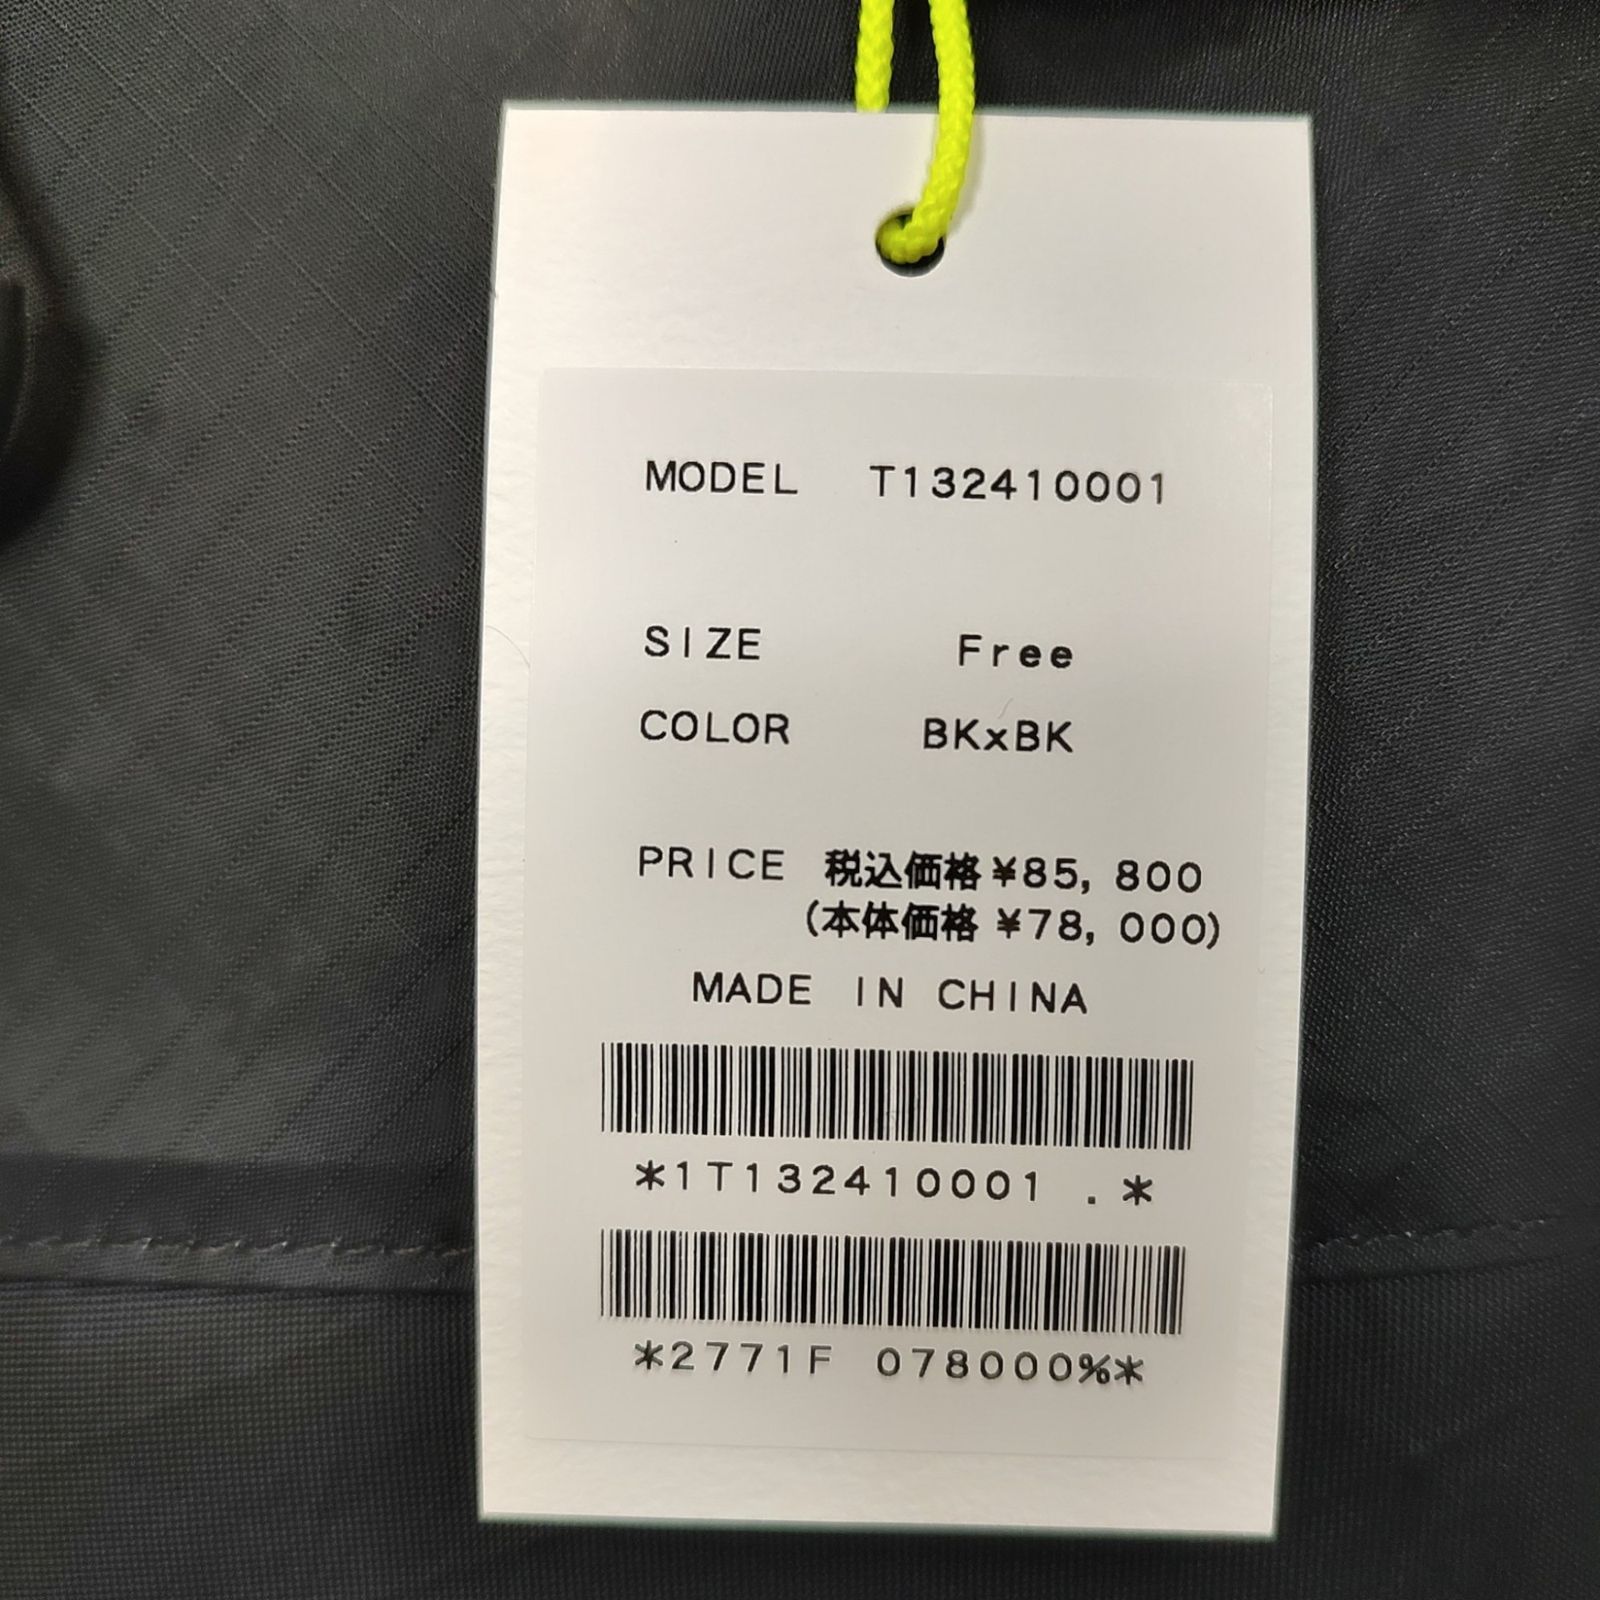 MODEL T132410001
SIZE Free
COLOR BKxBK
PRICE 税込価格 ¥85,800
(本体価格 ¥78,000)
MADE IN CHINA
*1T132410001 .*
*2771F 078000%*